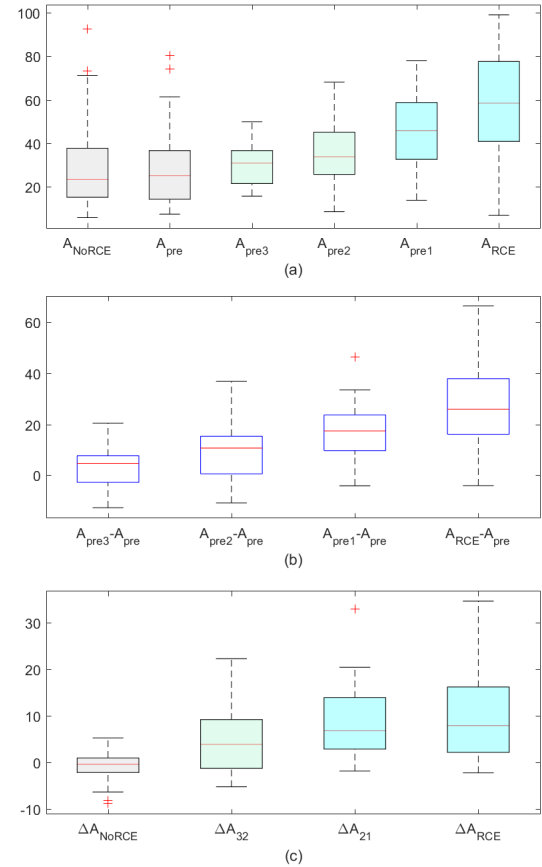 100
80
60
40
20
A_NoRCE A_pre A_pre3 A_pre2 A_pre1 A_RCE
(a)
60
40
20
0
A_pre3-A_pre A_pre2-A_pre A_pre1-A_pre A_RCE-A_pre
(b)
30
20
10
0
-10
ΔA_NoRCE ΔA_32 ΔA_21 ΔA_RCE
(c)